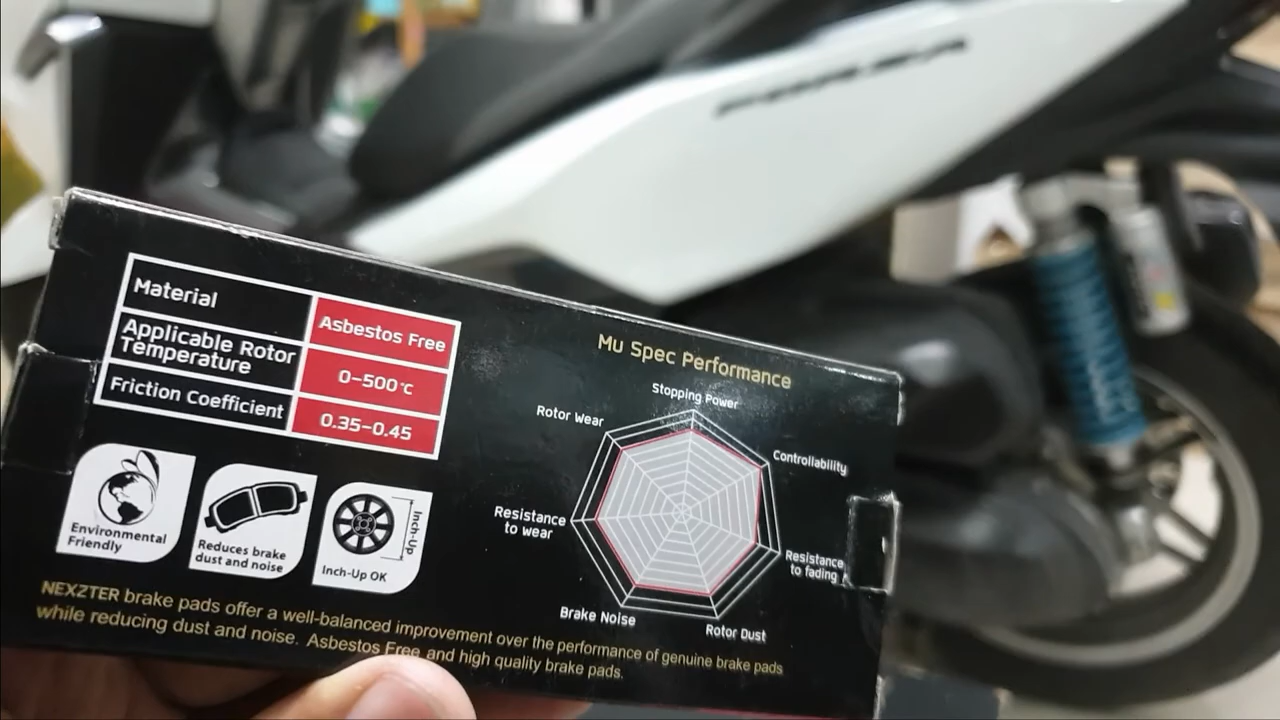 Material
Asbestos Free
Applicable Rotor
Temperature
0-500℃
Friction Coefficient
0.35-0.45
Environmental
Friendly
Reduces brake
dust and noise
Inch-Up
Inch-Up OK
Mu Spec Performance
Stopping Power
Rotor Wear
Controllability
Resistance
to wear
Resistance
to fading
Brake Noise
Rotor Dust
NEXZTER brake pads offer a well-balanced improvement over the performance of genuine brake pads
while reducing dust and noise. Asbestos Free and high quality brake pads.